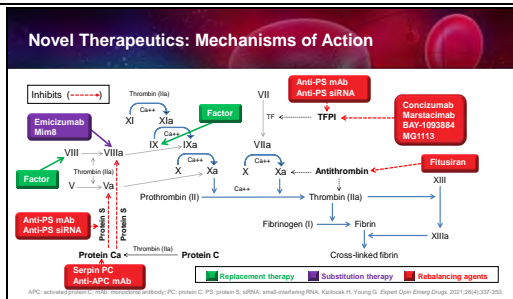 Novel Therapeutics: Mechanisms of Action
Inhibits ( )
Thrombin (IIa)
Ca++
XI XIa
Factor
Ca++
IX IXa
Ca++
X Xa
Emicizumab
Mim8
VIII VIIIa
Thrombin (IIa)
Factor
V Va
Anti-PS mAb
Anti-PS siRNA
Protein S
Protein S
Protein Ca
Thrombin (IIa)
Protein C
Serpin PC
Anti-APC mAb
VII
TF
VIIa
Ca++
X Xa
Anti-PS mAb
Anti-PS siRNA
TFPI
Concizumab
Marstacimab
BAY-1093884
MG1113
Antithrombin
Fitusiran
Prothrombin (II)
Ca++
Thrombin (IIa)
XIII
Fibrinogen (I)
Fibrin
XIIIa
Cross-linked fibrin
Replacement therapy
Substitution therapy
Rebalancing agents
APC: activated protein C; mAb: monoclonal antibody; PC: protein C; PS: protein S; siRNA: small-interfering RNA. Kizilocak H, Young G. Expert Opin Emerg Drugs. 2021;26(4):337-350.